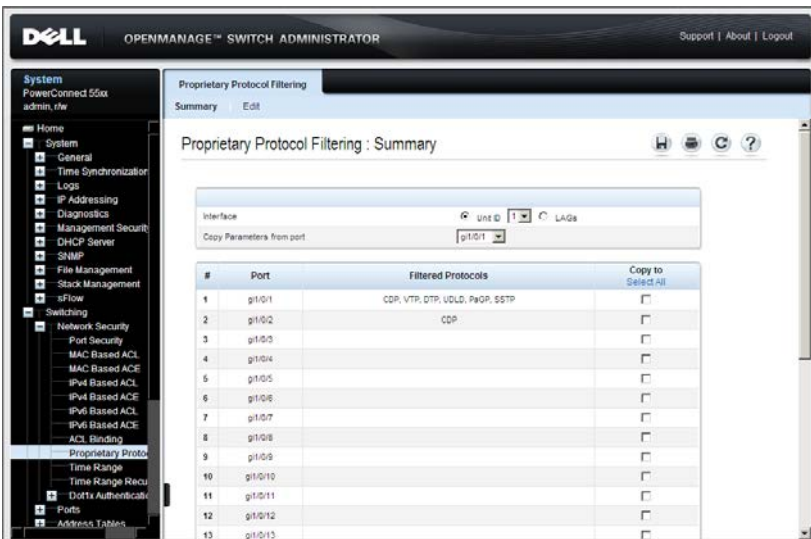 DELL OPENMANAGE™ SWITCH ADMINISTRATOR Support | About | Logout
System
PowerConnect 55xx
admin, r/w
Home
System
General
Time Synchronization
Logs
IP Addressing
Diagnostics
Management Securit
DHCP Server
SNMP
File Management
Stack Management
sFlow
Switching
Network Security
Port Security
MAC Based ACL
MAC Based ACE
IPv4 Based ACL
IPv4 Based ACE
IPv6 Based ACL
IPv6 Based ACE
ACL Binding
Proprietary Proto
Time Range
Time Range Recu
Dot1x Authenticatio
Ports
Address Tables
Proprietary Protocol Filtering
Summary Edit
Proprietary Protocol Filtering : Summary
Interface Unit ID 1 LAGs
Copy Parameters from port gi1/0/1
# Port Filtered Protocols Copy to
Select All
1 gi1/0/1 CDP, VTP, DTP, UDLD, PaGP, SSTP
2 gi1/0/2 CDP
3 gi1/0/3
4 gi1/0/4
5 gi1/0/5
6 gi1/0/6
7 gi1/0/7
8 gi1/0/8
9 gi1/0/9
10 gi1/0/10
11 gi1/0/11
12 gi1/0/12
13 gi1/0/13